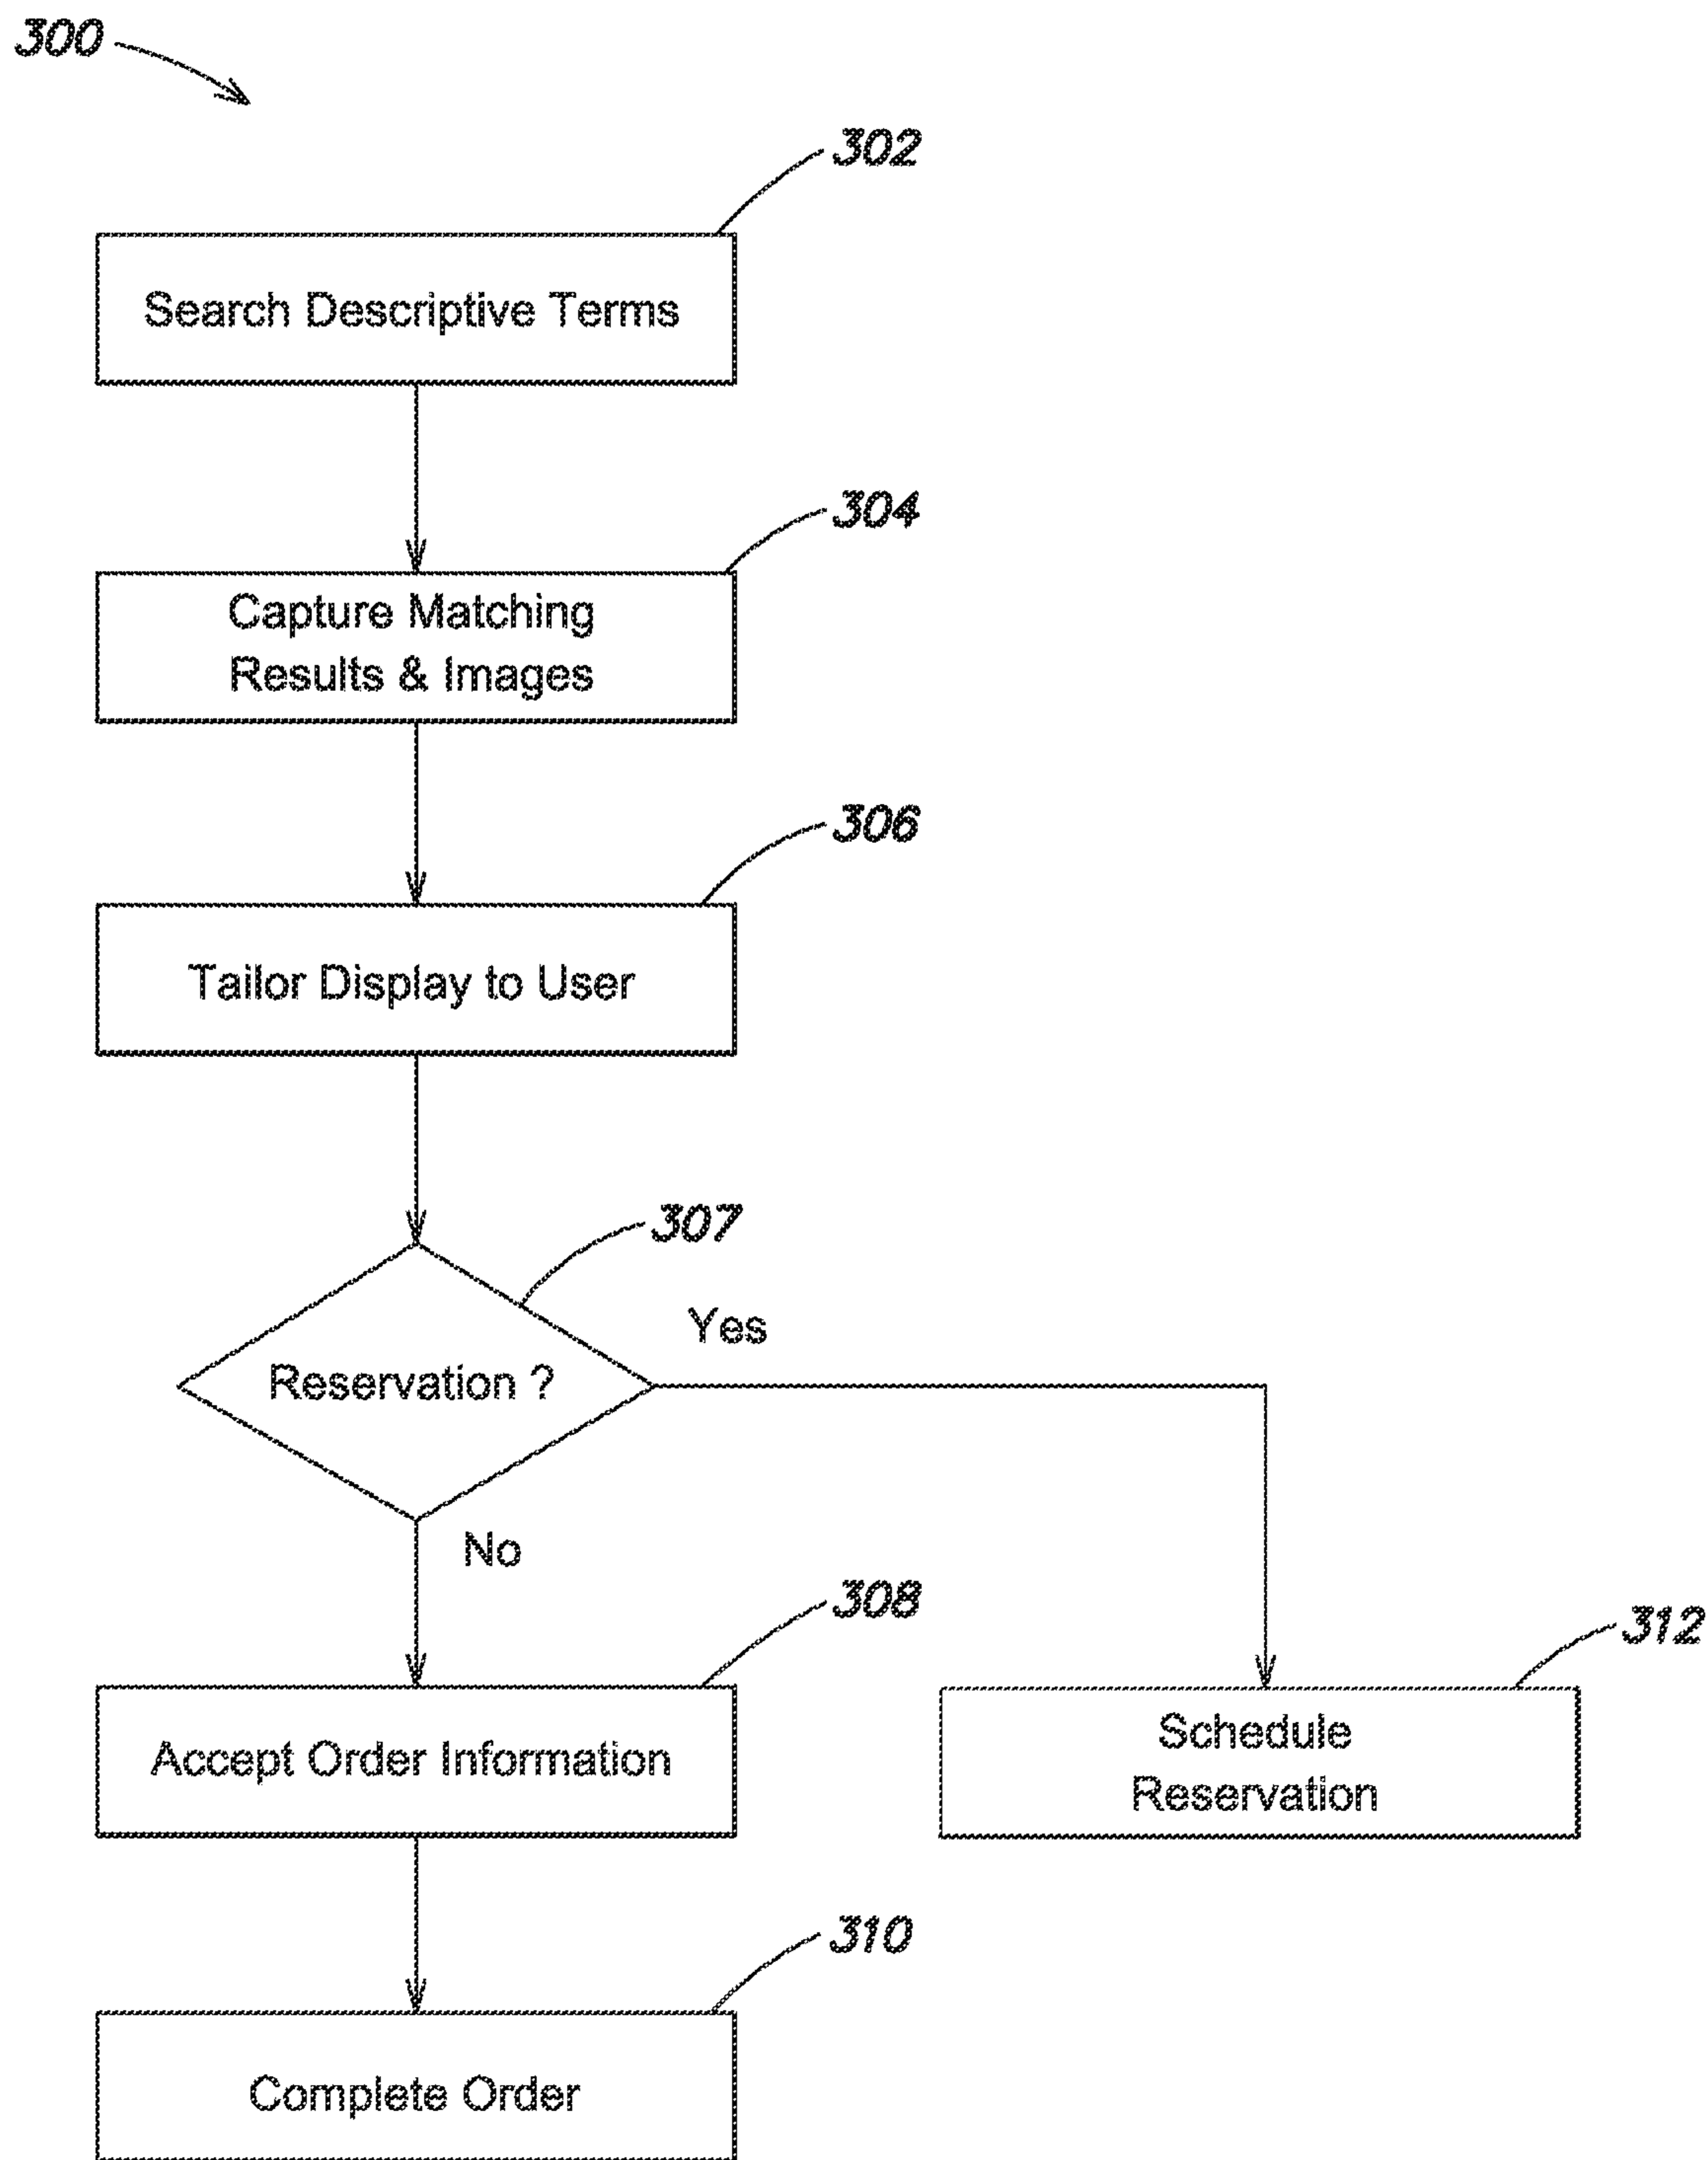 300
302
Search Descriptive Terms
304
Capture Matching
Results & Images
306
Tailor Display to User
307
Yes
Reservation ?
No
308
312
Accept Order Information
Schedule
Reservation
310
Complete Order